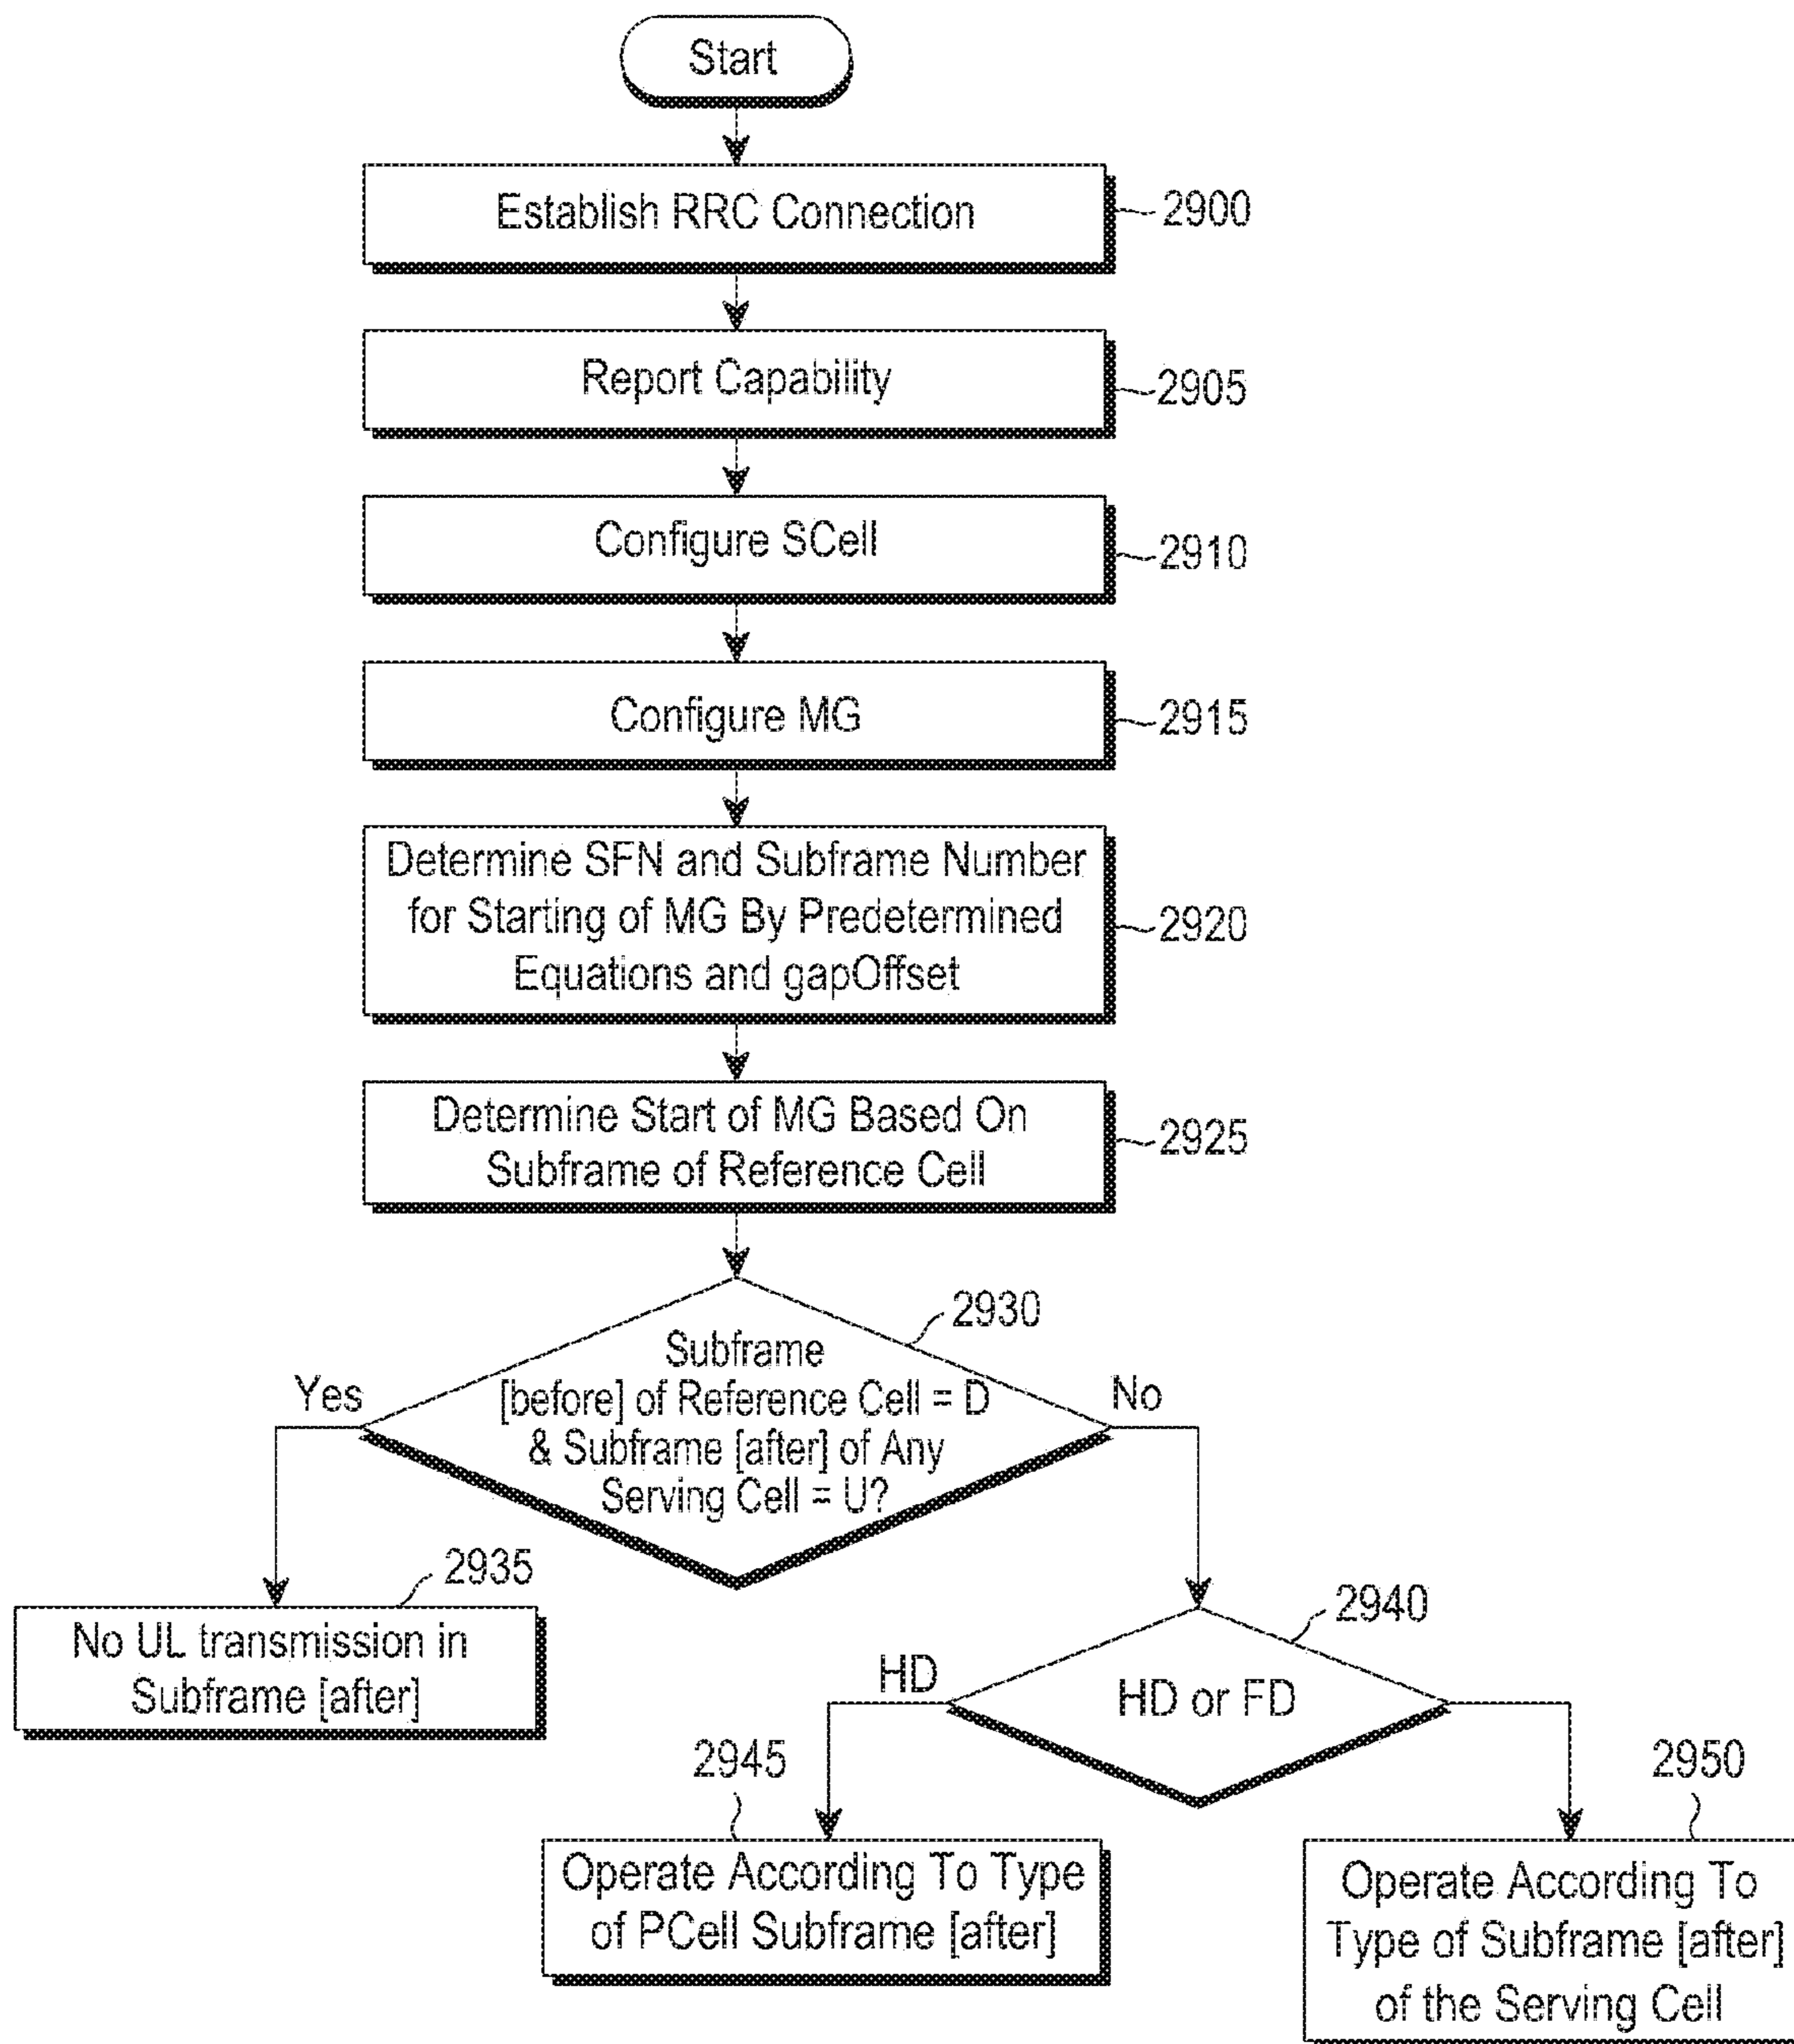 Start
Establish RRC Connection
2900
Report Capability
2905
Configure SCell
2910
Configure MG
2915
Determine SFN and Subframe Number
for Starting of MG By Predetermined
Equations and gapOffset
2920
Determine Start of MG Based On
Subframe of Reference Cell
2925
2930
Subframe
[before] of Reference Cell = D
& Subframe [after] of Any
Serving Cell = U?
Yes
No
2935
No UL transmission in
Subframe [after]
2940
HD or FD
HD
2945
Operate According To Type
of PCell Subframe [after]
2950
Operate According To
Type of Subframe [after]
of the Serving Cell